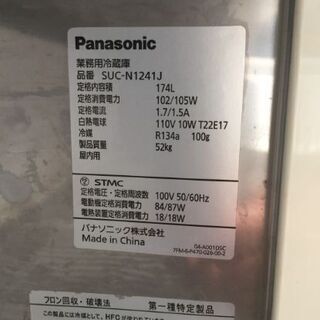 Panasonic
業務用冷蔵庫
品番 SUC-N1241J
定格内容積 174L
定格消費電力 102/105W
定格電流 1.7/1.5A
白熱電球 110V 10W T22E17
冷媒 R134a 100g
製品質量 52kg
屋内用
STMC
定格電圧・定格周波数 100V 50/60Hz
電動機定格消費電力 84/87W
電熱装置定格消費電力 18/18W
パナソニック株式会社
Made in China
フロン回収・破壊法 第一種特定製品